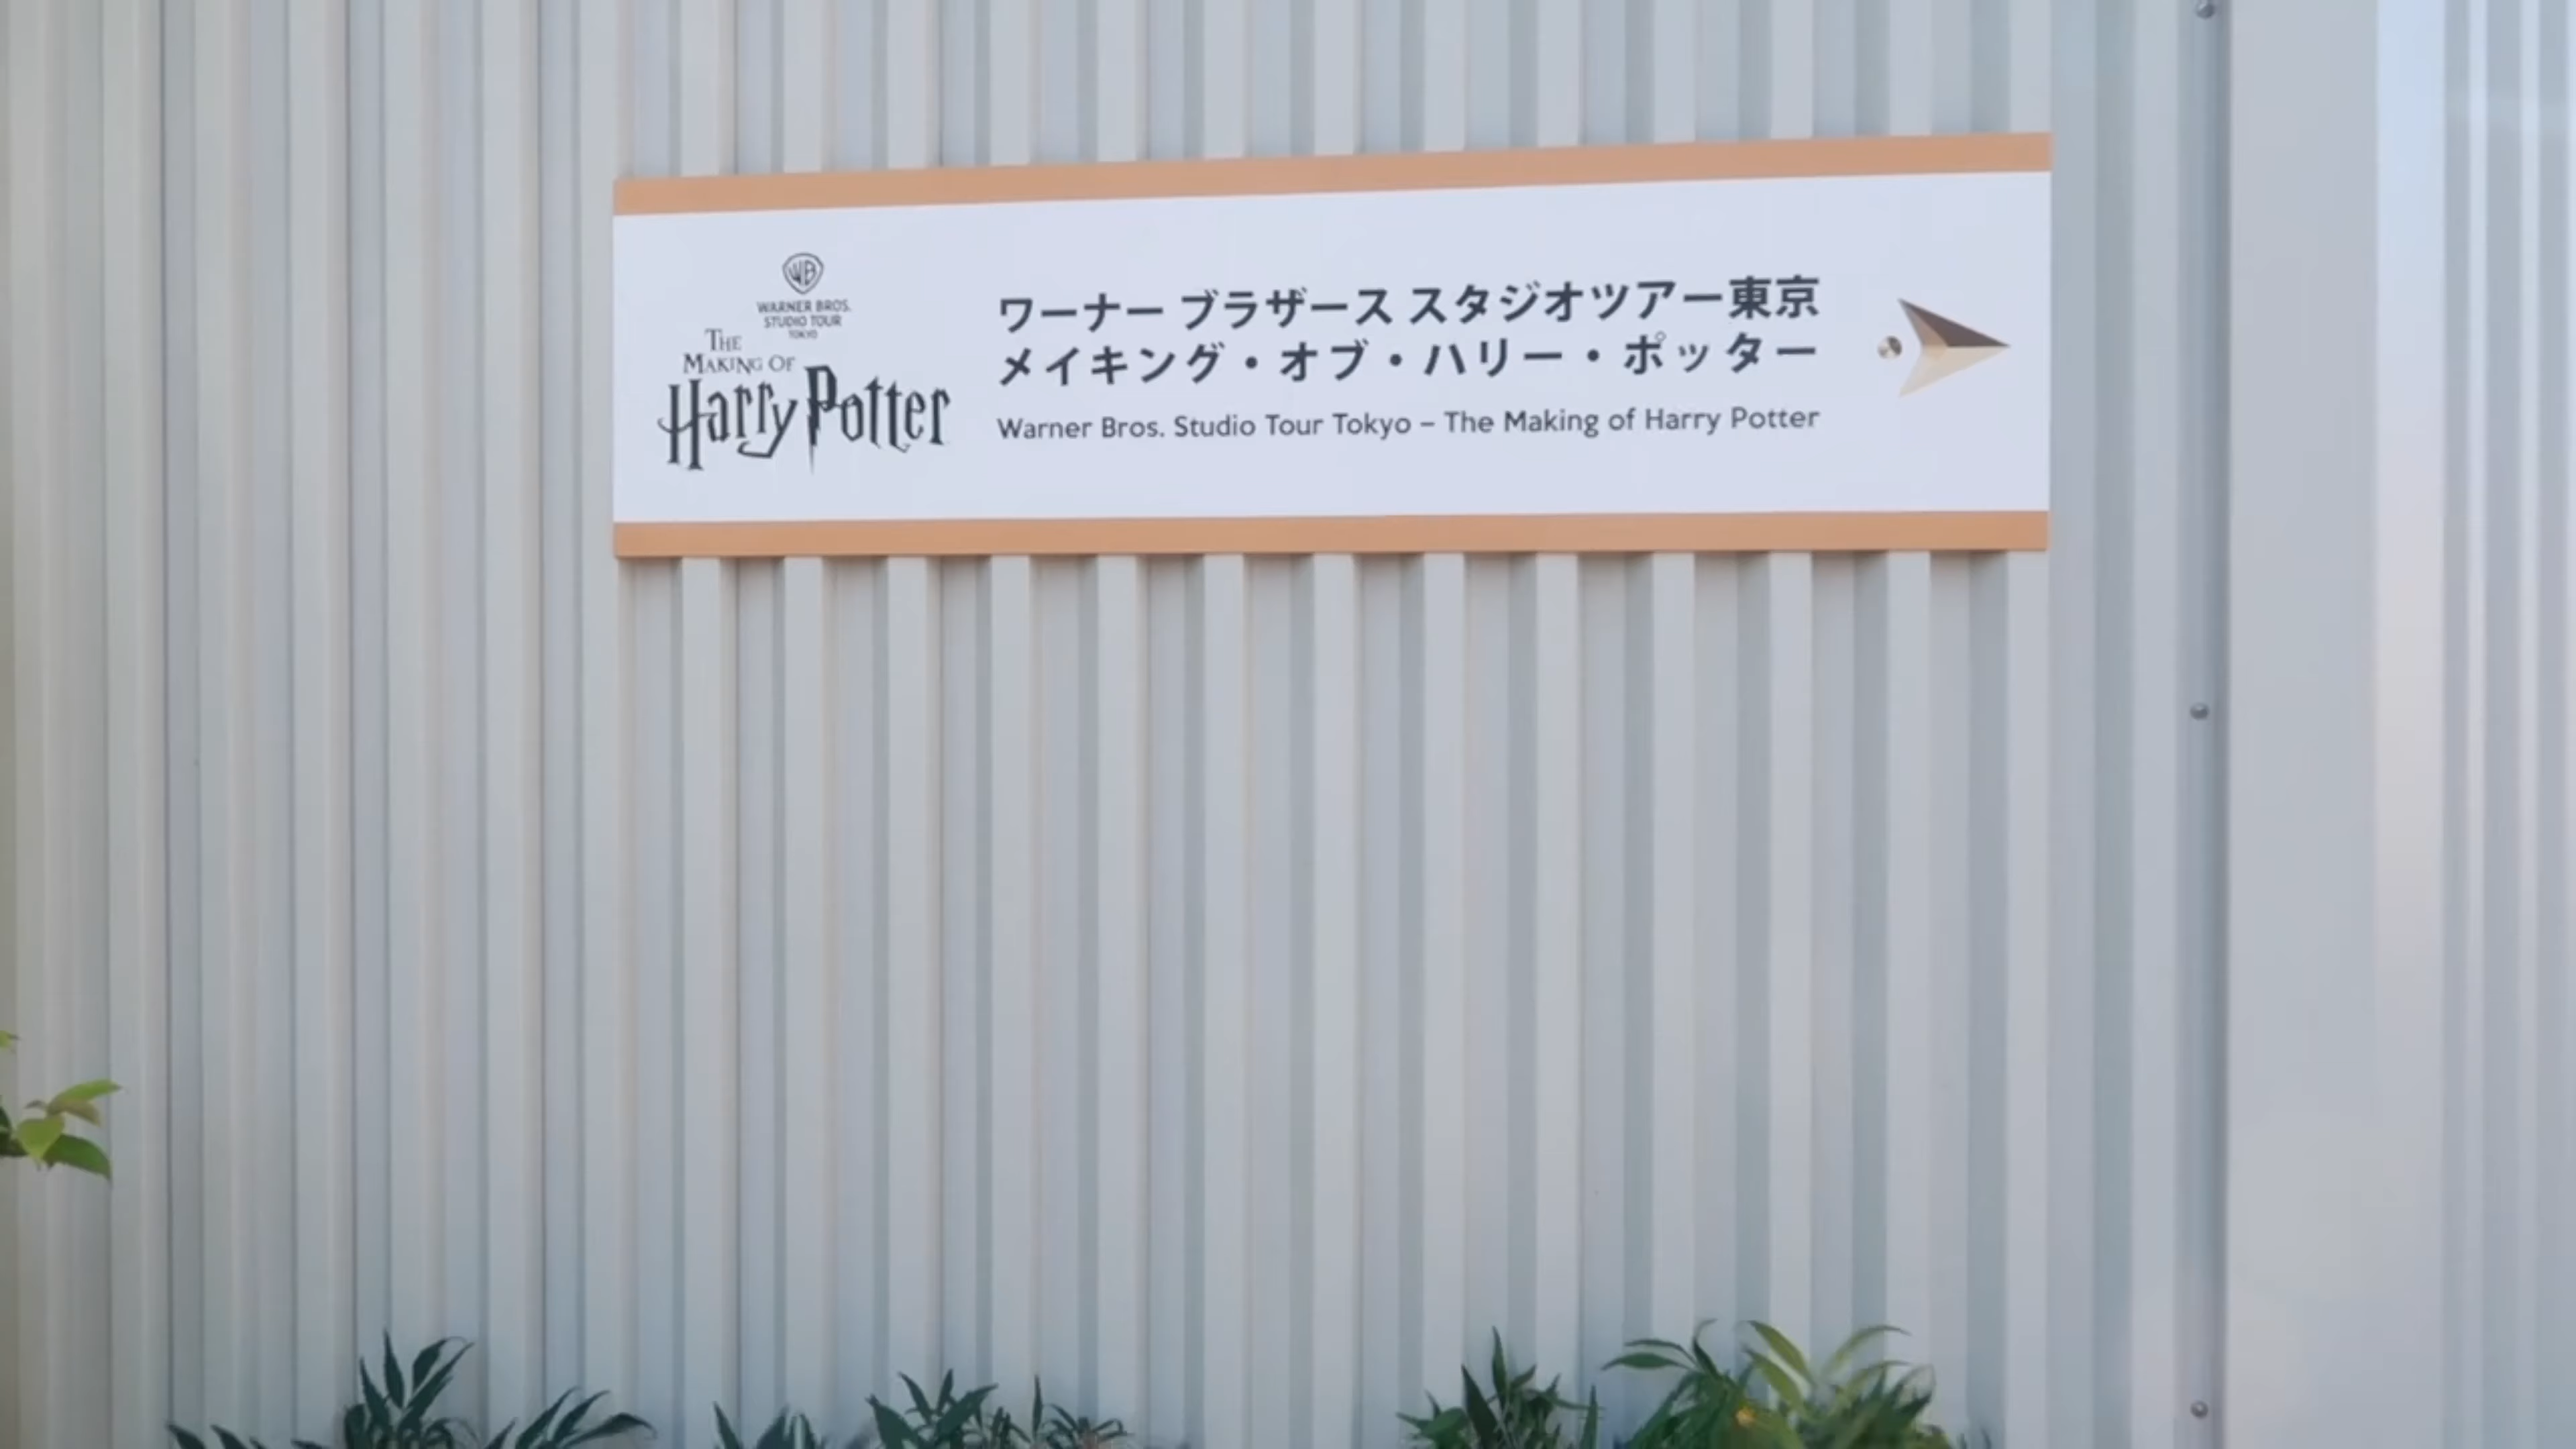 WB
WARNER BROS.
STUDIO TOUR
TOKYO
THE
MAKING OF
Harry Potter
ワーナー ブラザース スタジオツアー東京
メイキング・オブ・ハリー・ポッター
Warner Bros. Studio Tour Tokyo – The Making of Harry Potter